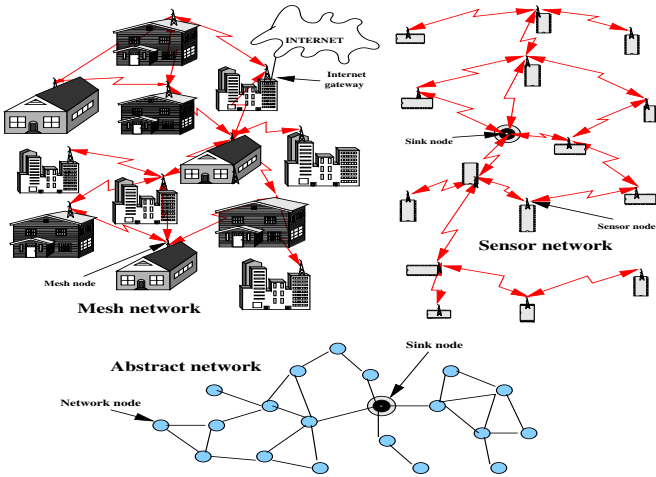 INTERNET
Internet
gateway
Sink node
Sensor node
Sensor network
Mesh node
Mesh network
Abstract network
Sink node
Network node